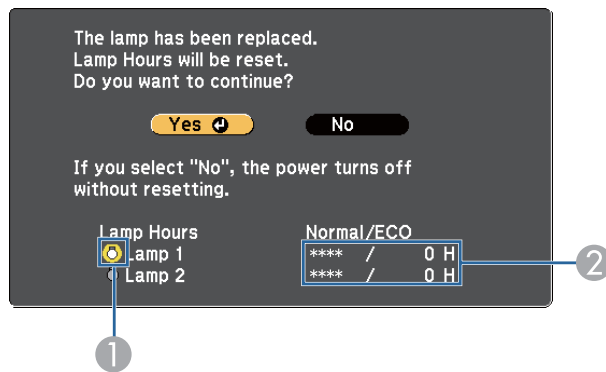 The lamp has been replaced.
Lamp Hours will be reset.
Do you want to continue?
Yes No
If you select "No", the power turns off
without resetting.
Lamp Hours Normal/ECO
Lamp 1 **** / 0 H
Lamp 2 **** / 0 H
1
2